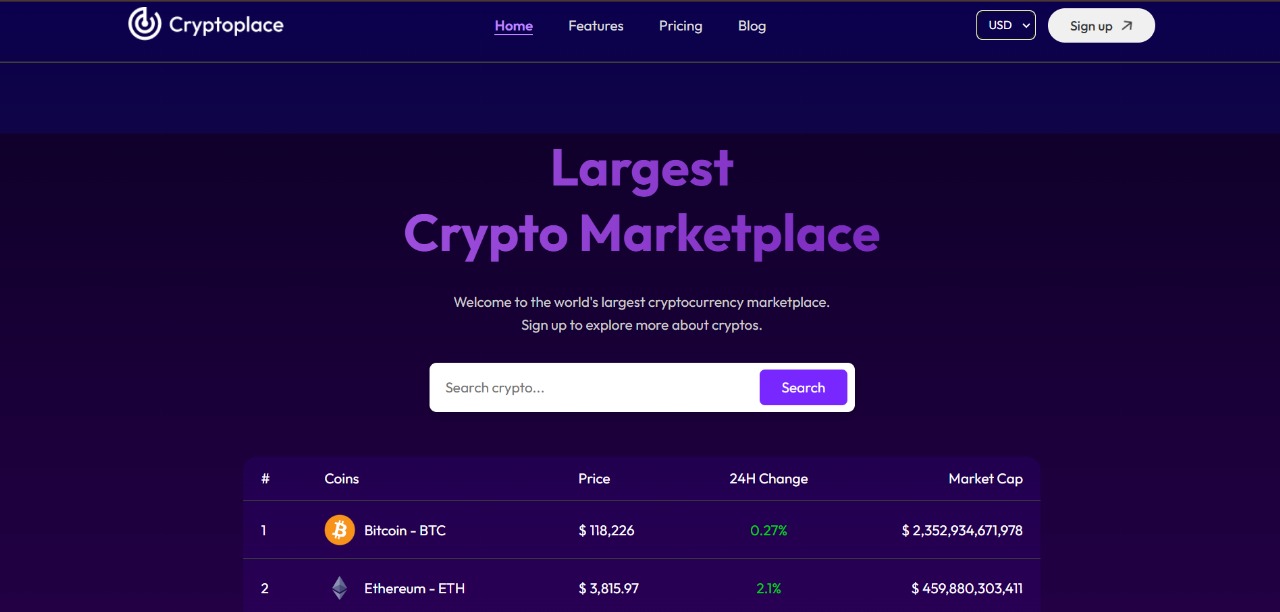 Cryptoplace Home Features Pricing Blog USD Sign up
Largest
Crypto Marketplace
Welcome to the world's largest cryptocurrency marketplace.
Sign up to explore more about cryptos.
Search crypto... Search
# Coins Price 24H Change Market Cap
1 Bitcoin - BTC $ 118,226 0.27% $ 2,352,934,671,978
2 Ethereum - ETH $ 3,815.97 2.1% $ 459,880,303,411